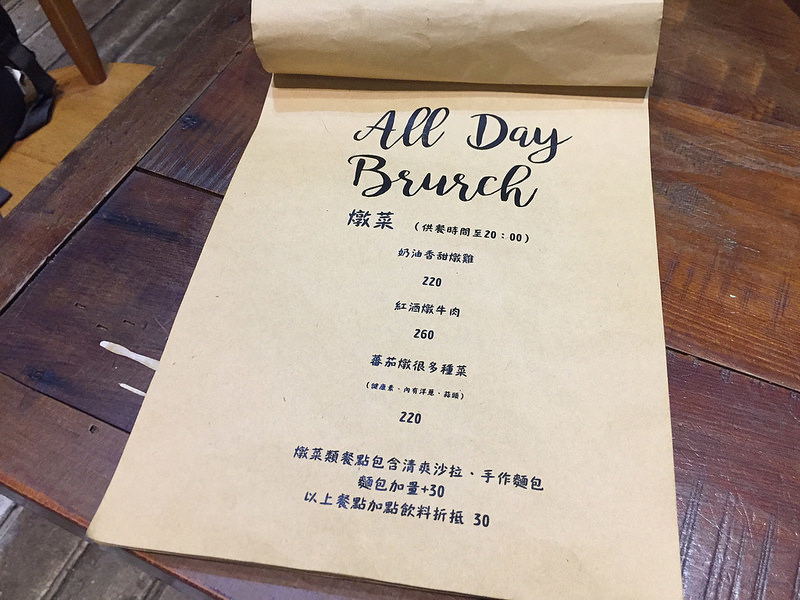 All Day
Brurch
燉菜 （供餐時間至20：00）
奶油香甜燉雞
220
紅酒燉牛肉
260
蕃茄燉很多種菜
（健康素、內有洋蔥、蒜頭）
220
燉菜類餐點包含清爽沙拉、手作麵包
麵包加量+30
以上餐點加點飲料折抵 30